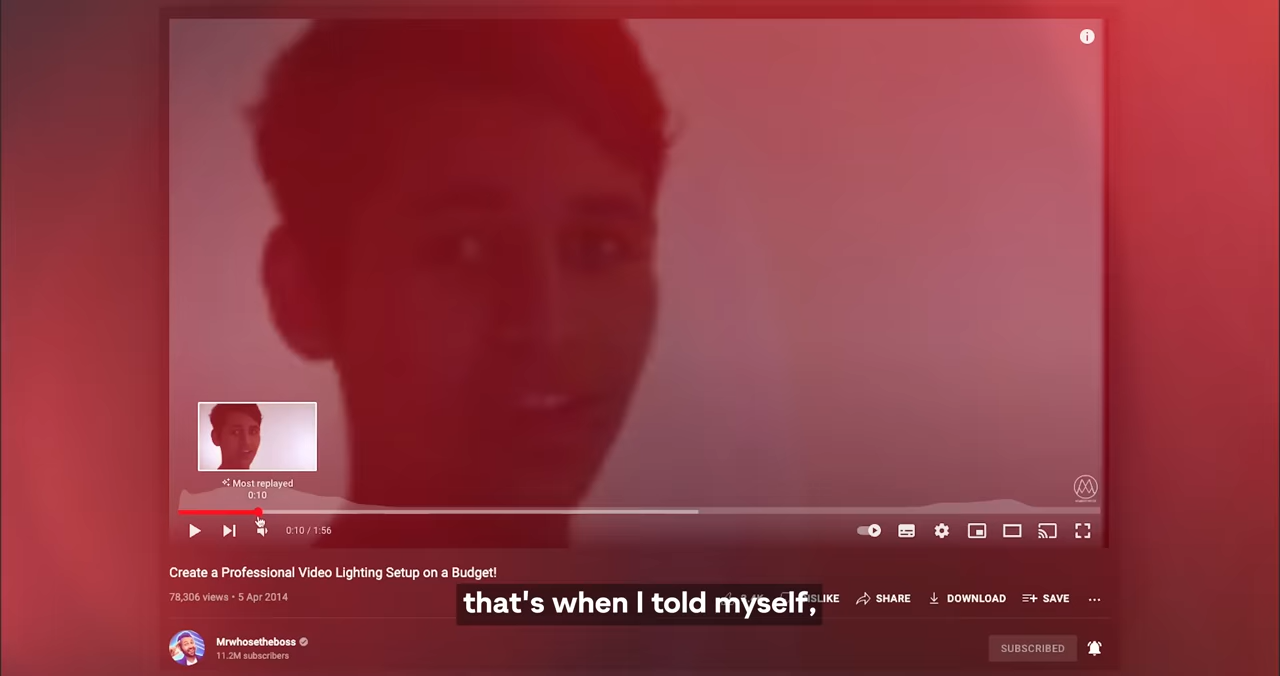 Most replayed
0:10
0:10 / 1:56
Create a Professional Video Lighting Setup on a Budget!
78,306 views • 5 Apr 2014
SHARE
DOWNLOAD
SAVE
that's when I told myself,
Mrwhosetheboss
11.2M subscribers
SUBSCRIBED